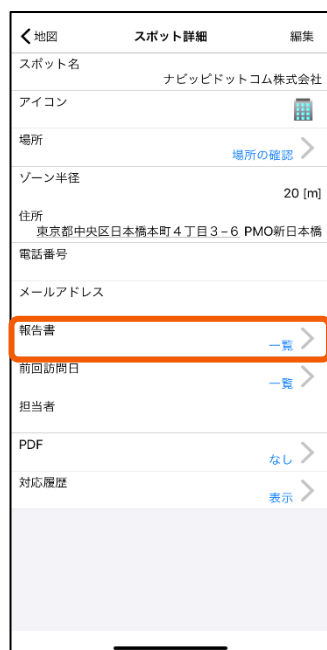 地図 スポット詳細 編集
スポット名
ナビッピドットコム株式会社
アイコン
場所
場所の確認
ゾーン半径
20 [m]
住所
東京都中央区日本橋本町４丁目３−６ PMO新日本橋
電話番号
メールアドレス
報告書
一覧
前回訪問日
一覧
担当者
PDF
なし
対応履歴
表示